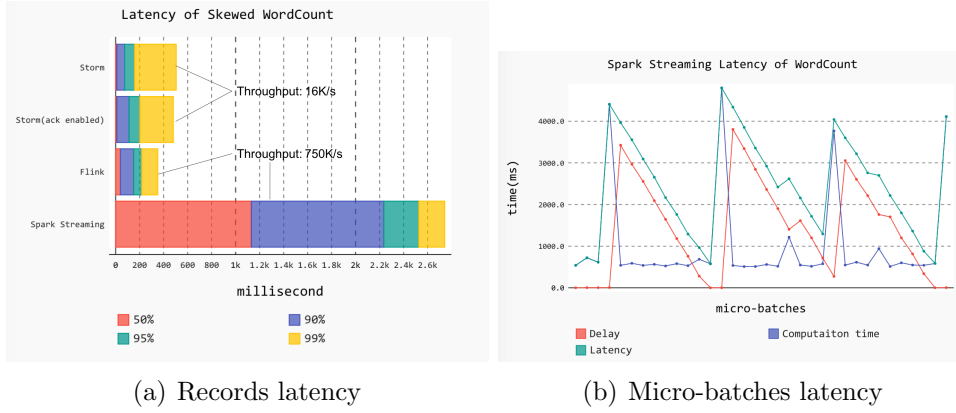 Latency of Skewed WordCount
Storm
Storm(ack enabled)
Flink
Spark Streaming
Throughput: 16K/s
Throughput: 750K/s
0 200 400 600 800 1k 1.2k 1.4k 1.6k 1.8k 2k 2.2k 2.4k 2.6k
millisecond
50% 90%
95% 99%
(a) Records latency
Spark Streaming Latency of WordCount
time(ms)
4000.0
3000.0
2000.0
1000.0
0.0
micro-batches
Delay Computaiton time
Latency
(b) Micro-batches latency